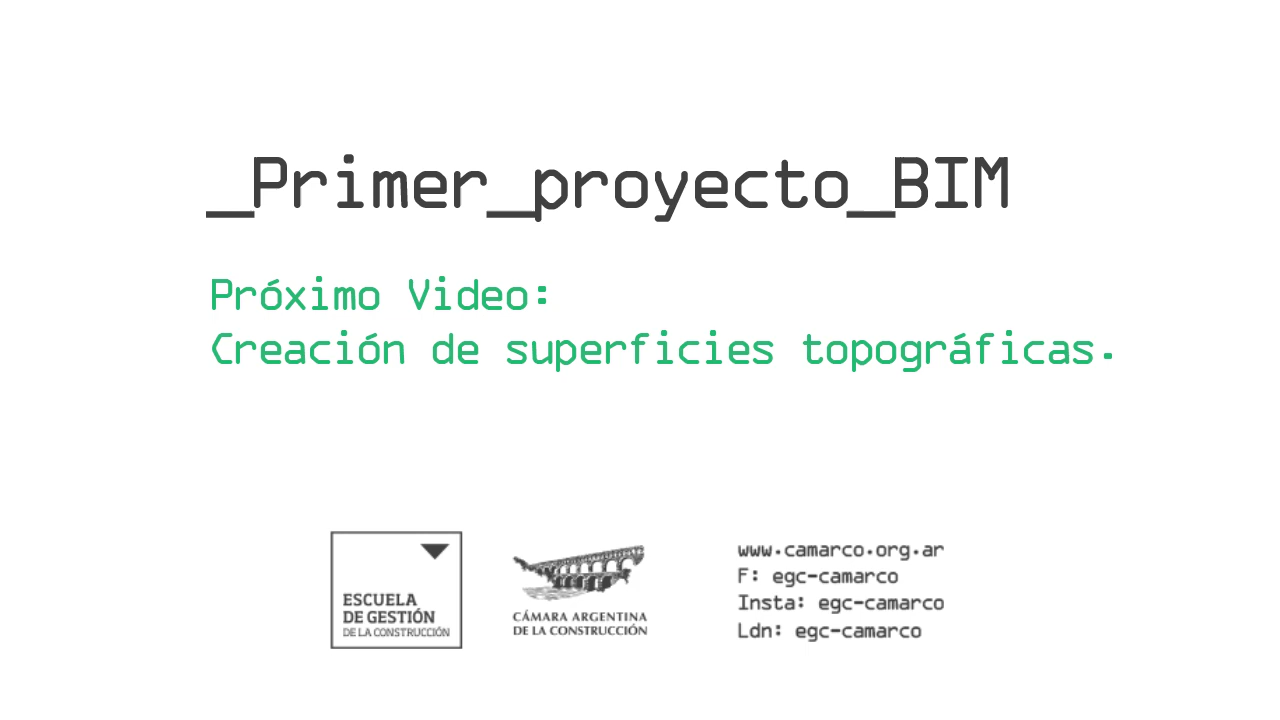 _Primer_proyecto_BIM
Próximo Video:
Creación de superficies topográficas.
ESCUELA
DE GESTIÓN
DE LA CONSTRUCCIÓN
CÁMARA ARGENTINA
DE LA CONSTRUCCIÓN
www.camarco.org.ar
F: egc-camarco
Insta: egc-camarco
Ldn: egc-camarco